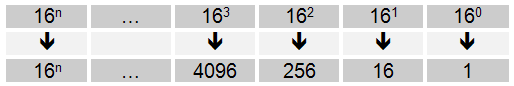 16ⁿ … 16³ 16² 16¹ 16⁰
🡻 🡻 🡻 🡻 🡻
16ⁿ … 4096 256 16 1